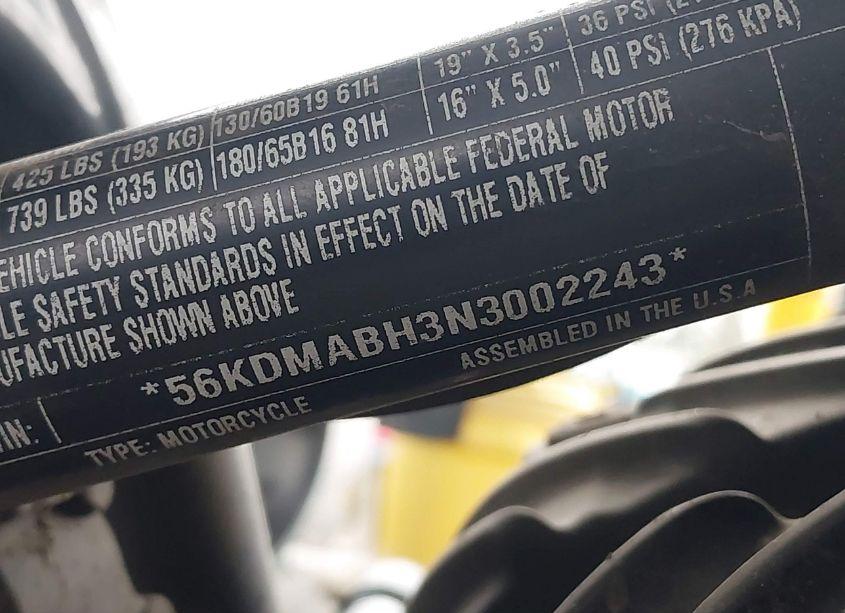 425 LBS (193 KG) 130/60B19 61H 19" X 3.5" 36 PSI
739 LBS (335 KG) 180/65B16 81H 16" X 5.0" 40 PSI (276 KPA)
EHICLE CONFORMS TO ALL APPLICABLE FEDERAL MOTOR
LE SAFETY STANDARDS IN EFFECT ON THE DATE OF
UFACTURE SHOWN ABOVE
IN: *56KDMABH3N3002243*
TYPE: MOTORCYCLE ASSEMBLED IN THE U.S.A